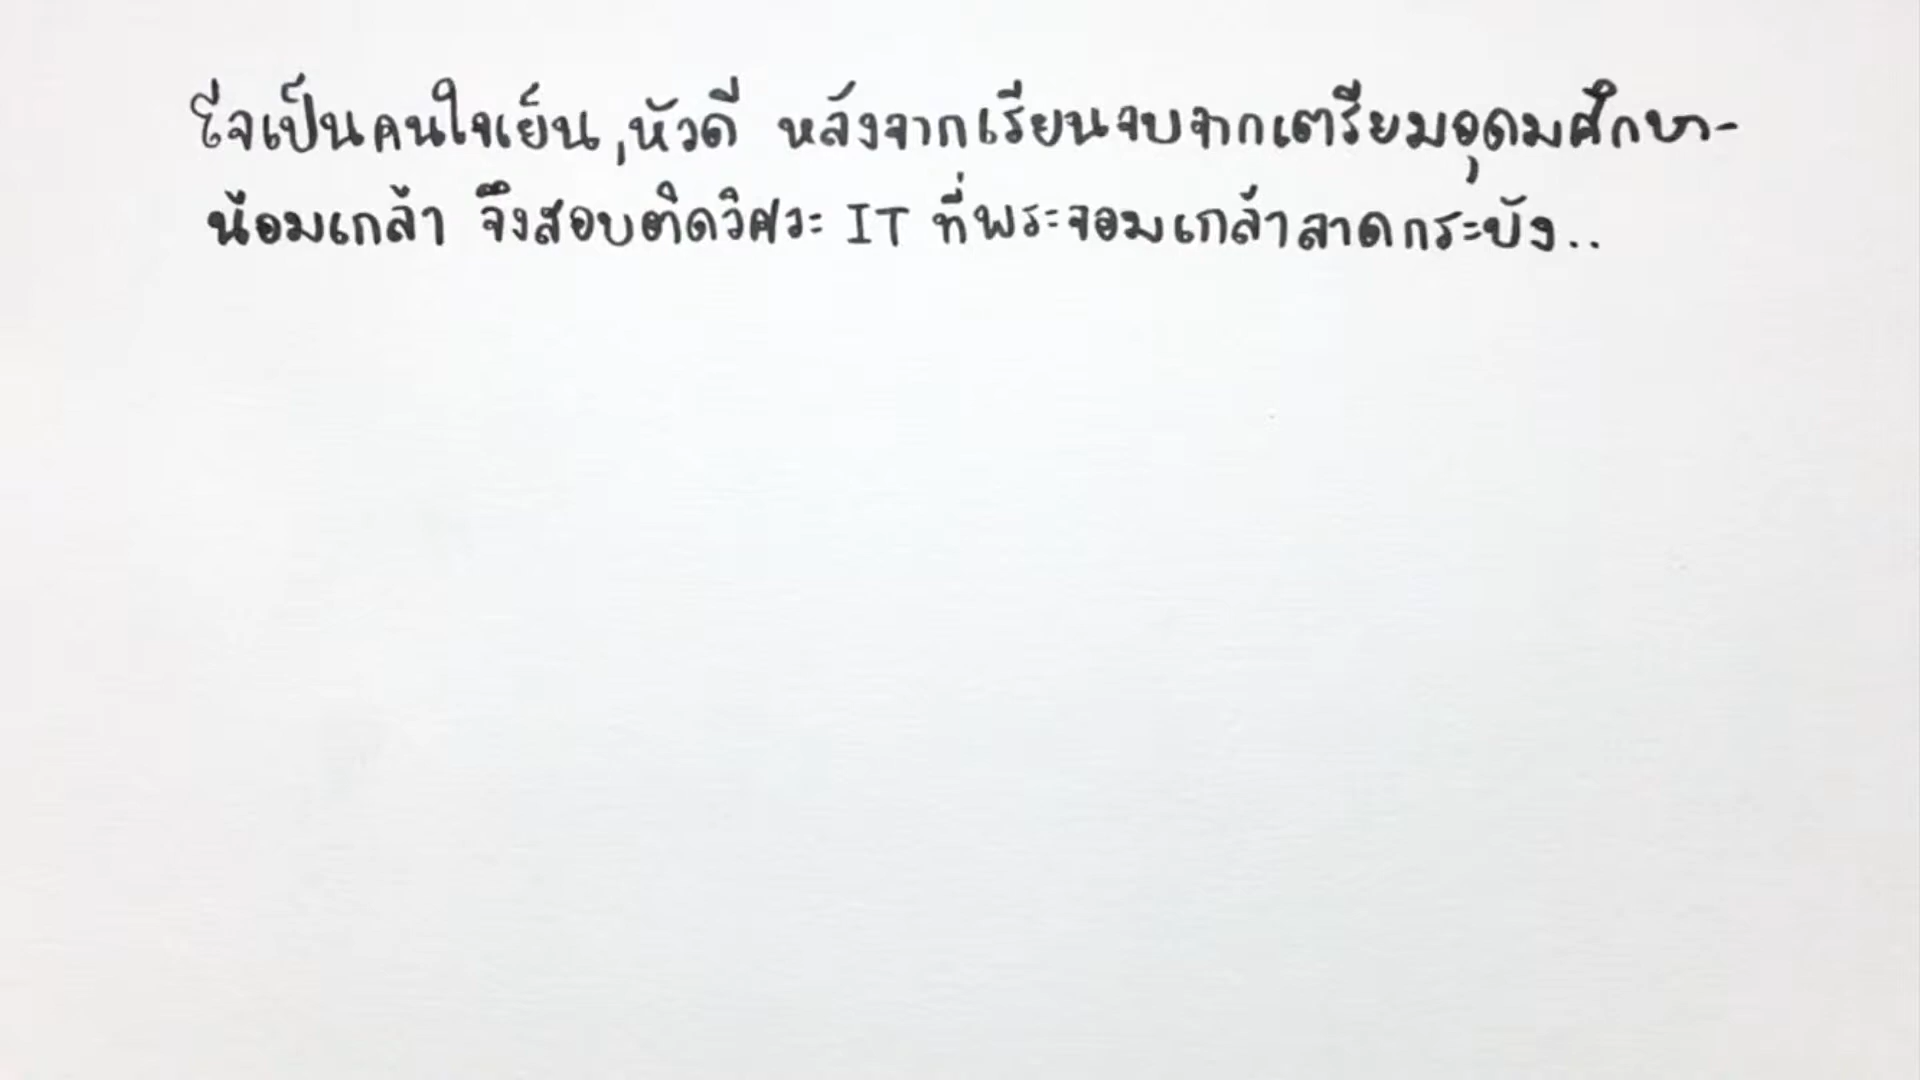 โจเป็นคนใจเย็น,หัวดี หลังจากเรียนจบจากเตรียมอุดมศึกษา-
น้อมเกล้า จึงสอบติดวิศวะ IT ที่พระจอมเกล้าลาดกระบัง..